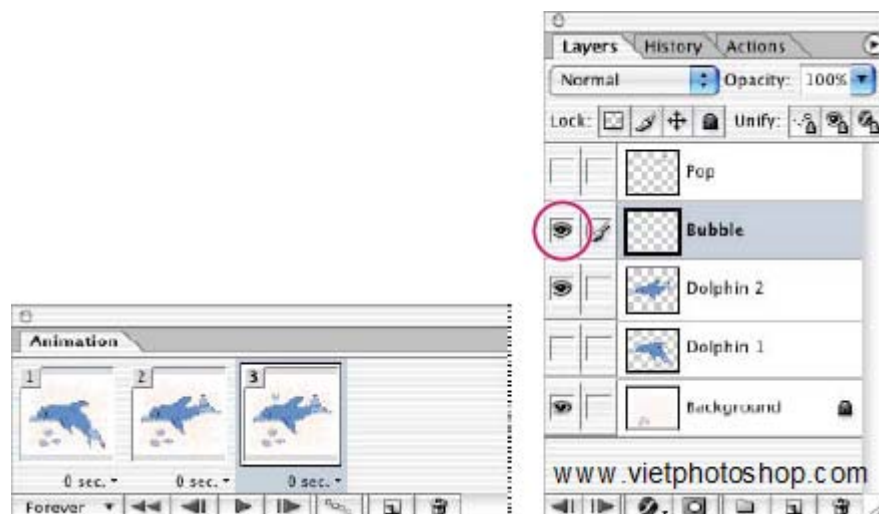 Layers History Actions
Normal Opacity: 100%
Lock: Unify:
Pop
Bubble
Dolphin 2
Dolphin 1
Background
www.vietphotoshop.com
Animation
1 2 3
0 sec. 0 sec. 0 sec.
Forever